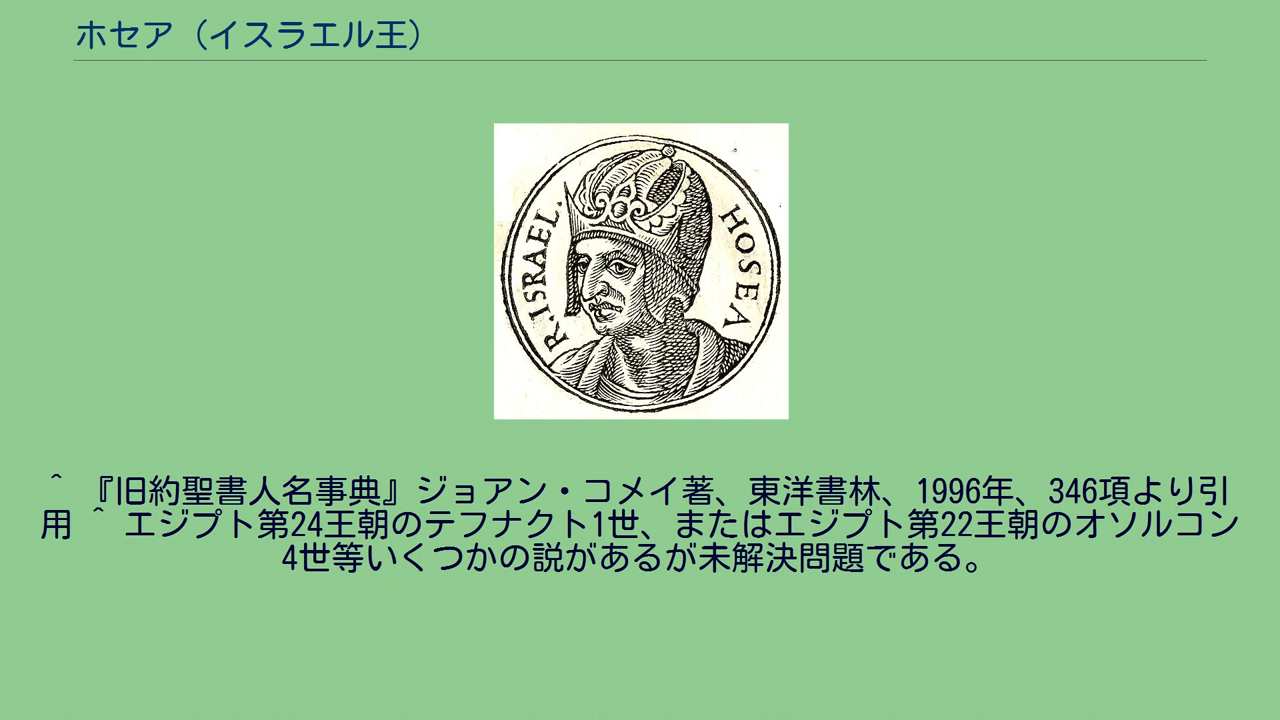 ホセア（イスラエル王）
R.ISRAEL.
HOSEA
^ 『旧約聖書人名事典』ジョアン・コメイ著、東洋書林、1996年、346項より引
用 ^ エジプト第24王朝のテフナクト1世、またはエジプト第22王朝のオソルコン
4世等いくつかの説があるが未解決問題である。